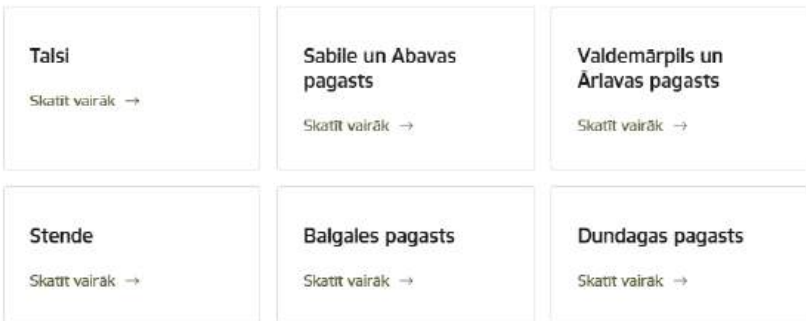 Talsi
Skatīt vairāk →
Sabile un Abavas
pagasts
Skatīt vairāk →
Valdemārpils un
Ārlavas pagasts
Skatīt vairāk →
Stende
Skatīt vairāk →
Balgales pagasts
Skatīt vairāk →
Dundagas pagasts
Skatīt vairāk →